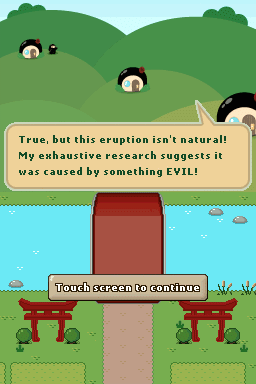 True, but this eruption isn't natural!
My exhaustive research suggests it
was caused by something EVIL!
Touch screen to continue